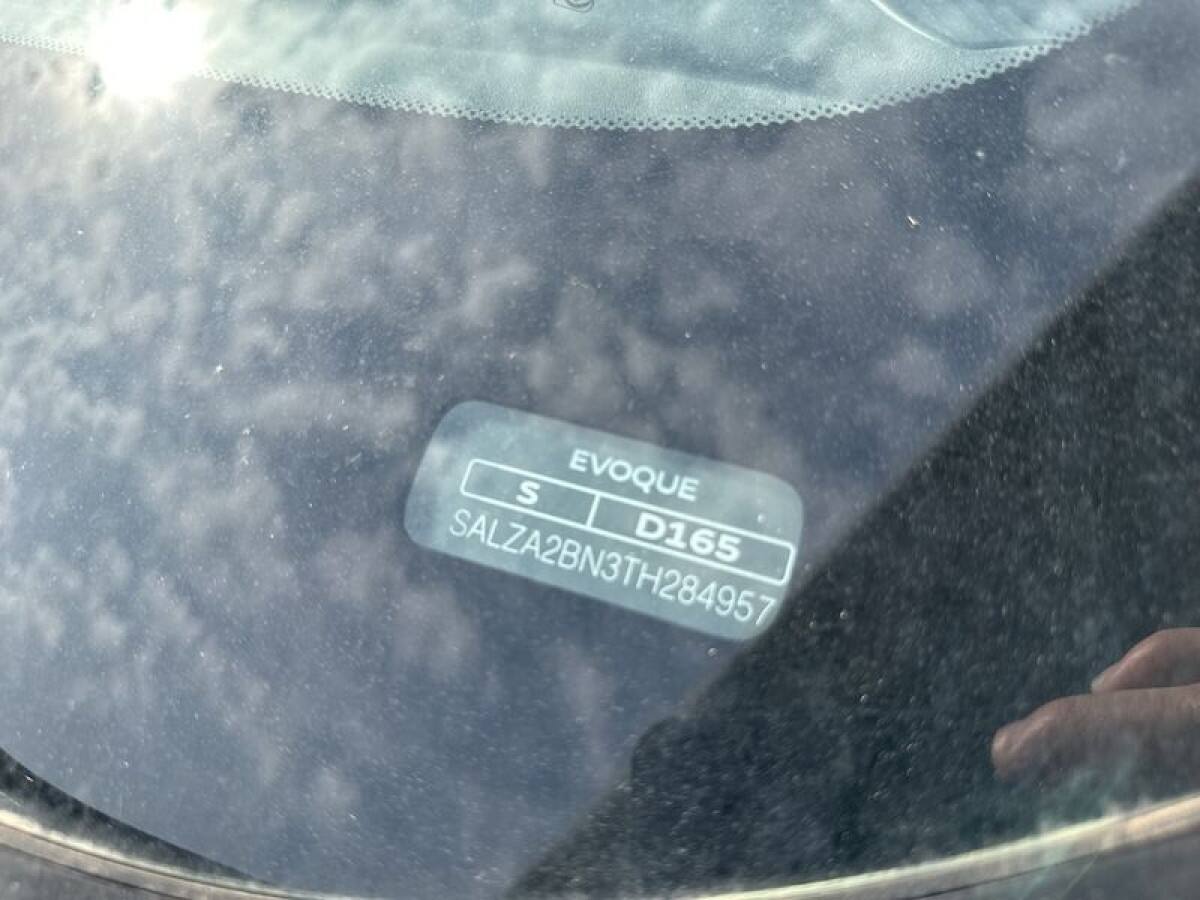 EVOQUE
S D165
SALZA2BN3TH284957